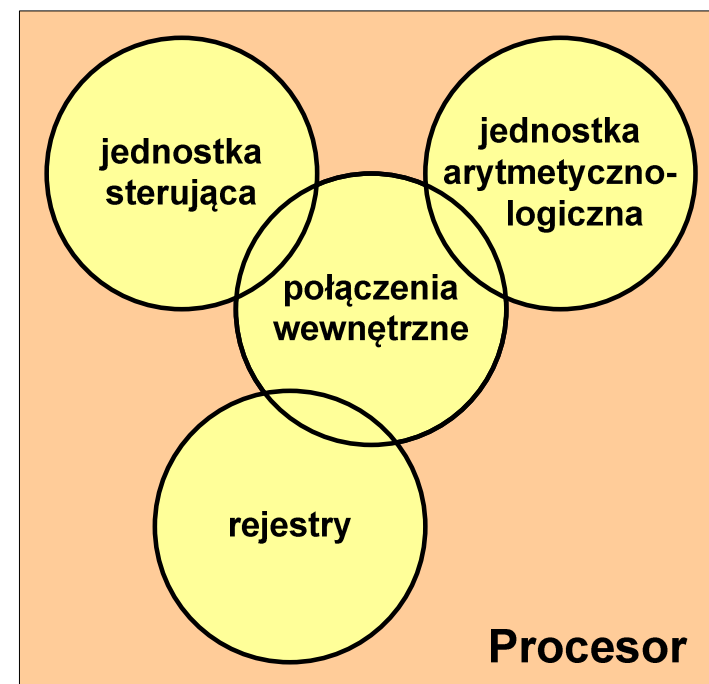 jednostka
sterująca
jednostka
arytmetyczno-
logiczna
połączenia
wewnętrzne
rejestry
Procesor